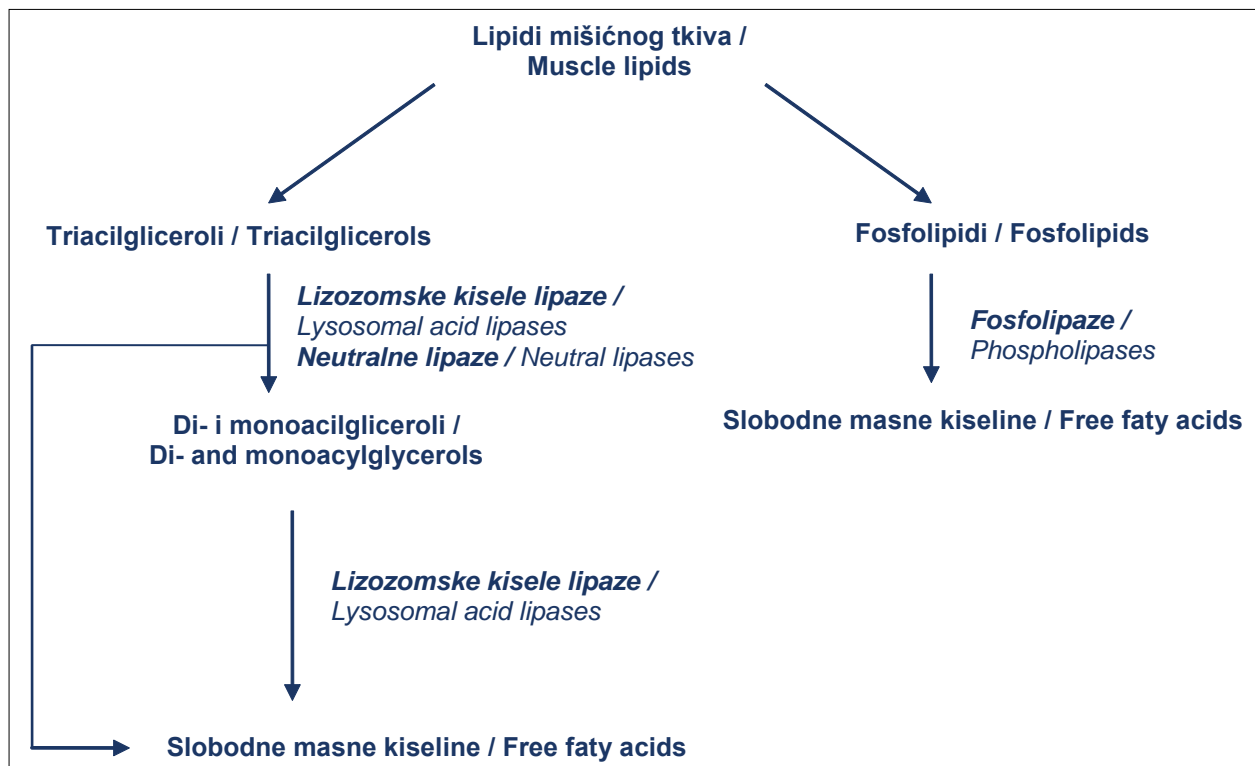 Lipidi mišićnog tkiva /
Muscle lipids
Triacilgliceroli / Triacilglicerols
Fosfolipidi / Fosfolipids
Lizozomske kisele lipaze /
Lysosomal acid lipases
Neutralne lipaze / Neutral lipases
Fosfolipaze /
Phospholipases
Di- i monoacilgliceroli /
Di- and monoacylglycerols
Slobodne masne kiseline / Free faty acids
Lizozomske kisele lipaze /
Lysosomal acid lipases
Slobodne masne kiseline / Free faty acids